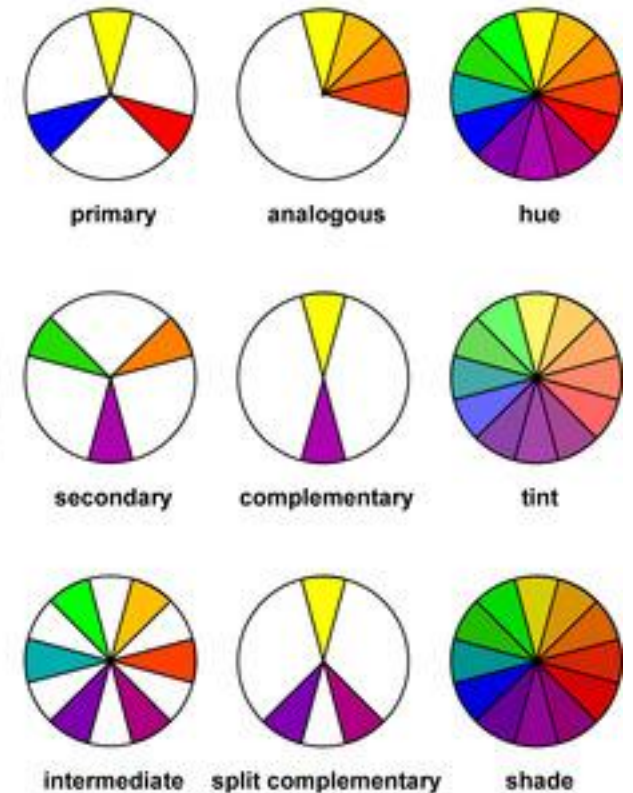 primary analogous hue
secondary complementary tint
intermediate split complementary shade